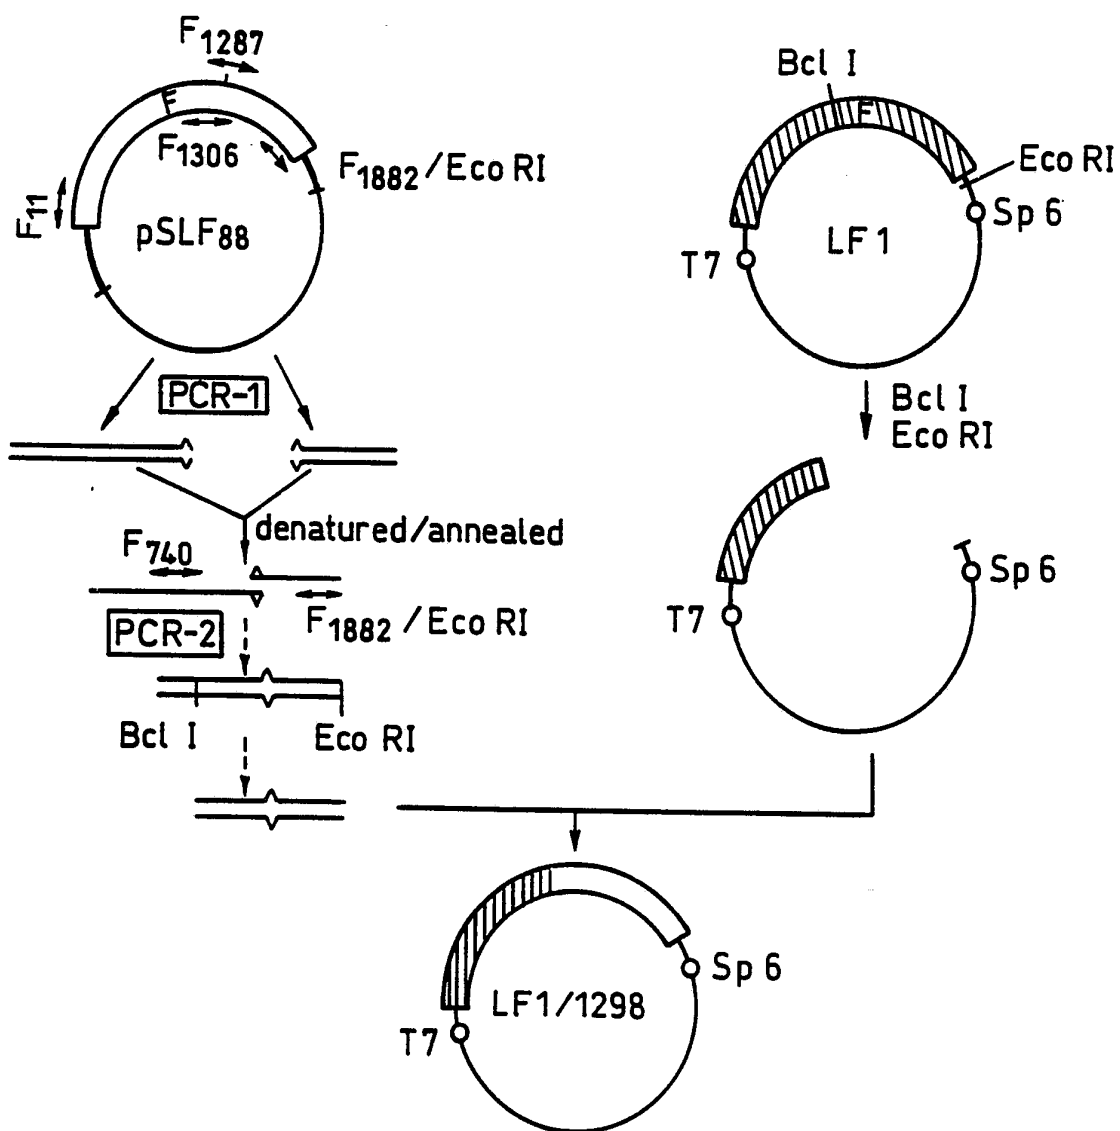 F1287
F
F1306
F1882/Eco RI
F11
pSLF88
PCR-1
denatured/annealed
F740
F1882/Eco RI
PCR-2
Bcl I
Eco RI
Bcl I
F
Eco RI
Sp 6
LF 1
T7
Bcl I
Eco RI
Sp 6
T7
Sp 6
LF1/1298
T7